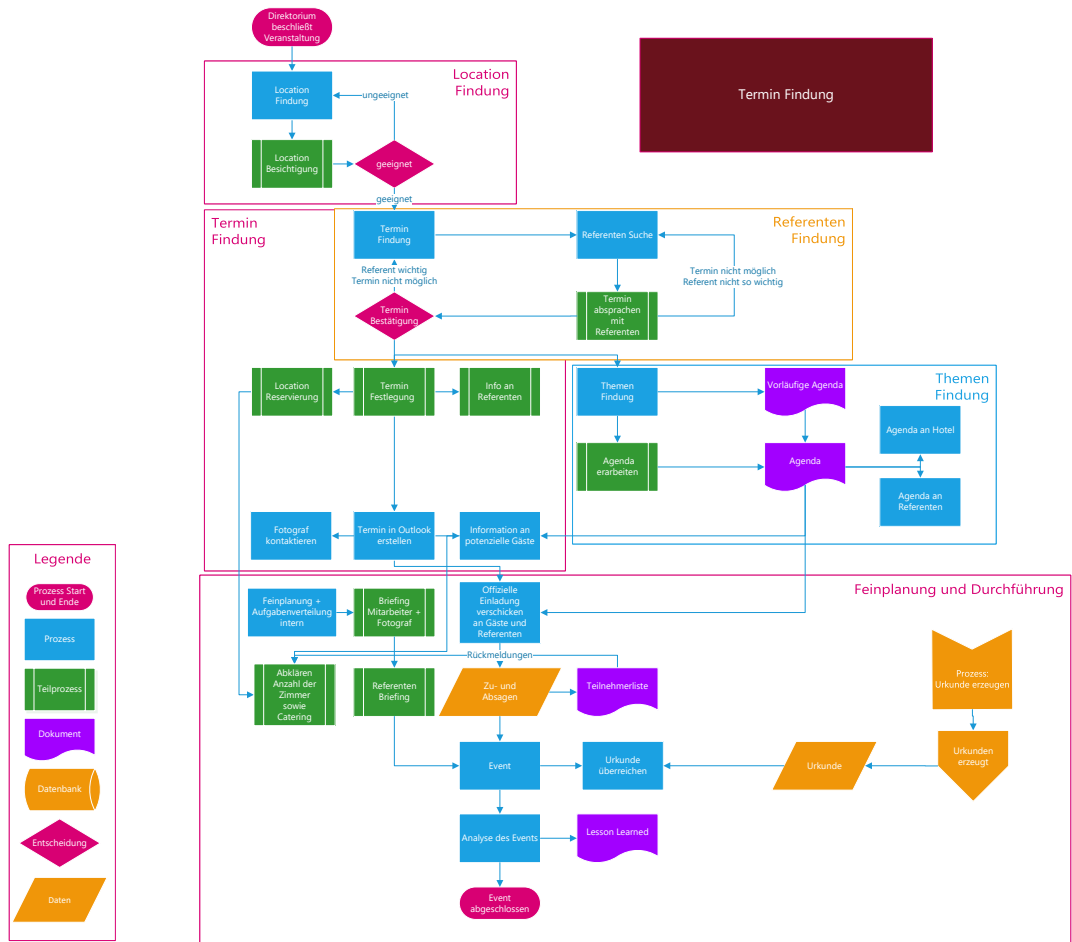 Direktorium
beschließt
Veranstaltung
Termin Findung
Location
Findung
Location
Findung
ungeeignet
Location
Besichtigung
geeignet
geeignet
Termin
Findung
Referenten
Findung
Termin
Findung
Referenten Suche
Referent wichtig
Termin nicht möglich
Termin nicht möglich
Referent nicht so wichtig
Termin
Bestätigung
Termin
absprachen
mit
Referenten
Location
Reservierung
Termin
Festlegung
Info an
Referenten
Themen
Findung
Themen
Findung
Vorläufige Agenda
Agenda an Hotel
Agenda
erarbeiten
Agenda
Agenda an
Referenten
Fotograf
kontaktieren
Termin in Outlook
erstellen
Information an
potenzielle Gäste
Feinplanung und Durchführung
Feinplanung +
Aufgabenverteilung
intern
Briefing
Mitarbeiter +
Fotograf
Offizielle
Einladung
verschicken
an Gäste und
Referenten
Rückmeldungen
Abklären
Anzahl der
Zimmer
sowie
Catering
Referenten
Briefing
Zu- und
Absagen
Teilnehmerliste
Prozess:
Urkunde erzeugen
Event
Urkunde
überreichen
Urkunde
Urkunden
erzeugt
Analyse des Events
Lesson Learned
Event
abgeschlossen
Legende
Prozess Start
und Ende
Prozess
Teilprozess
Dokument
Datenbank
Entscheidung
Daten